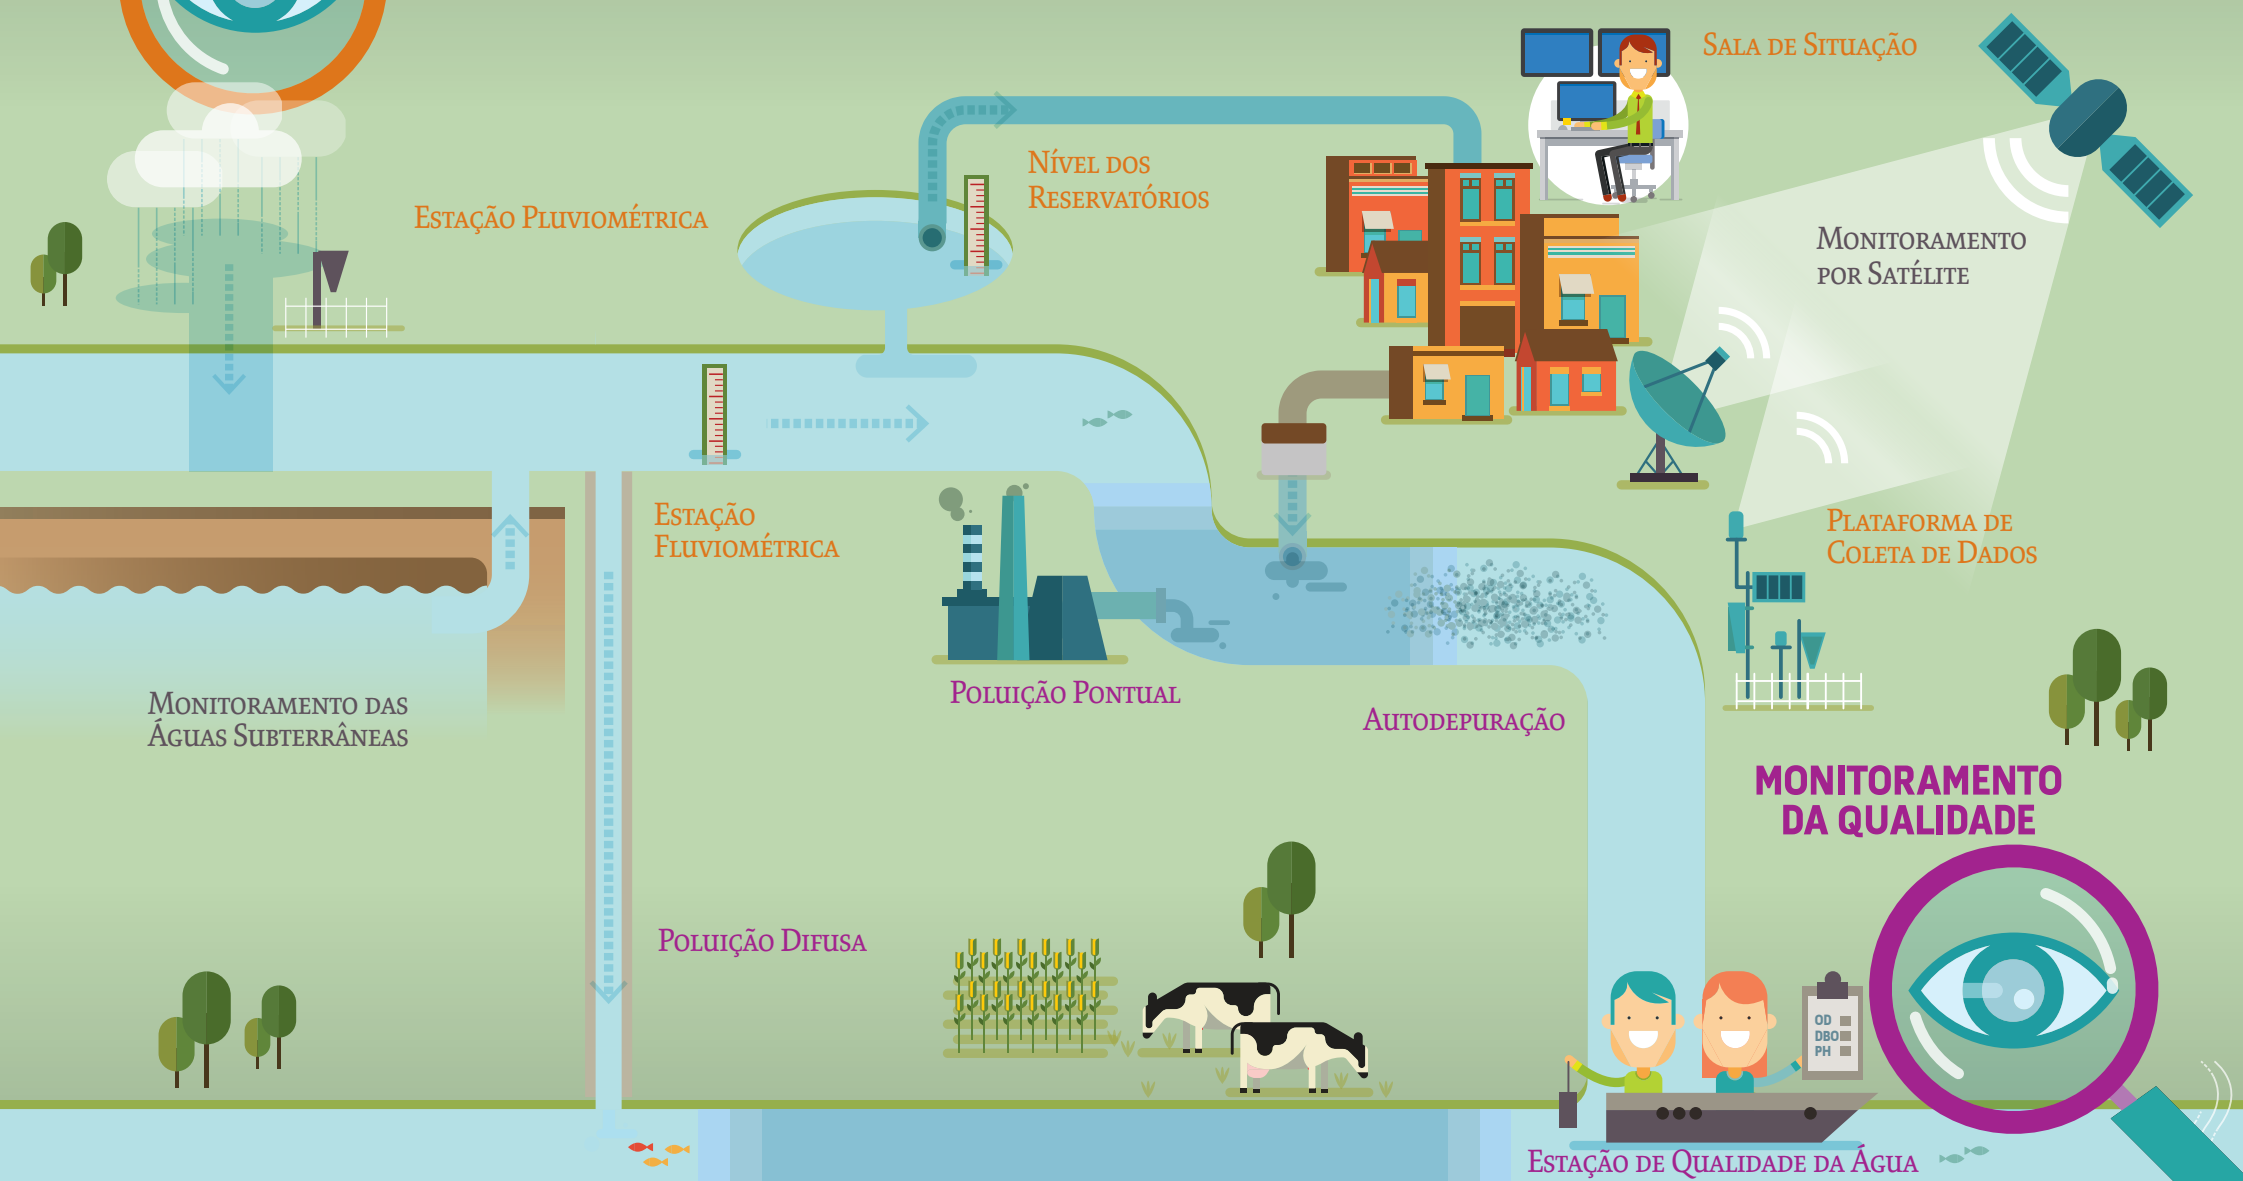 Sala de Situação
Nível dos
Reservatórios
Estação Pluviométrica
Monitoramento
por Satélite
Estação
Fluviométrica
Plataforma de
Coleta de Dados
Monitoramento das
Águas Subterrâneas
Poluição Pontual
Autodepuração
MONITORAMENTO
DA QUALIDADE
Poluição Difusa
OD
DBO
PH
Estação de Qualidade da Água